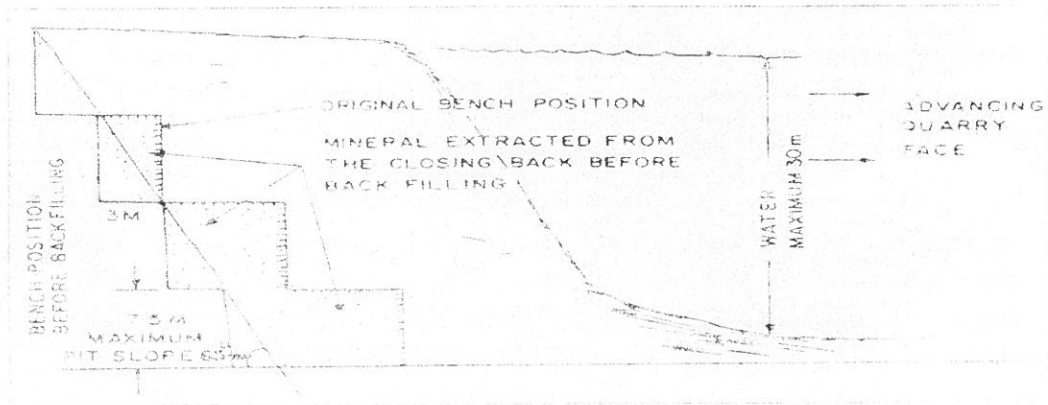 ORIGINAL BENCH POSITION
MINERAL EXTRACTED FROM
THE CLOSING\BACK BEFORE
BACK FILLING
ADVANCING
QUARRY
FACE
WATER
MAXIMUM 30m
3M
BENCH POSITION
BEFORE BACKFILLING
7.5M
MAXIMUM
PIT SLOPE